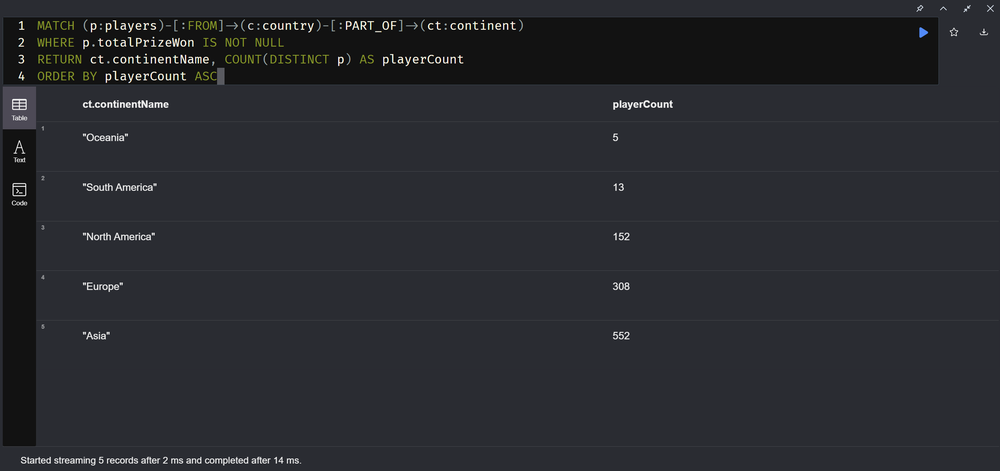 1 MATCH (p:players)-[:FROM]→(c:country)-[:PART_OF]→(ct:continent)
2 WHERE p.totalPrizeWon IS NOT NULL
3 RETURN ct.continentName, COUNT(DISTINCT p) AS playerCount
4 ORDER BY playerCount ASC
Table
Text
Code
ct.continentName playerCount
1 "Oceania" 5
2 "South America" 13
3 "North America" 152
4 "Europe" 308
5 "Asia" 552
Started streaming 5 records after 2 ms and completed after 14 ms.